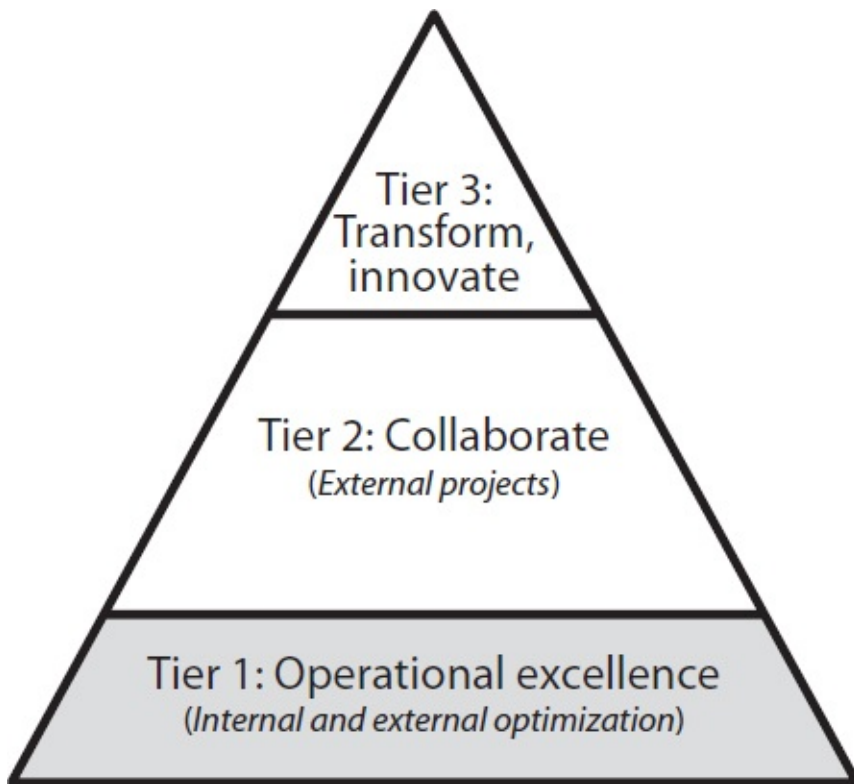 Tier 3:
Transform,
innovate
Tier 2: Collaborate
(External projects)
Tier 1: Operational excellence
(Internal and external optimization)